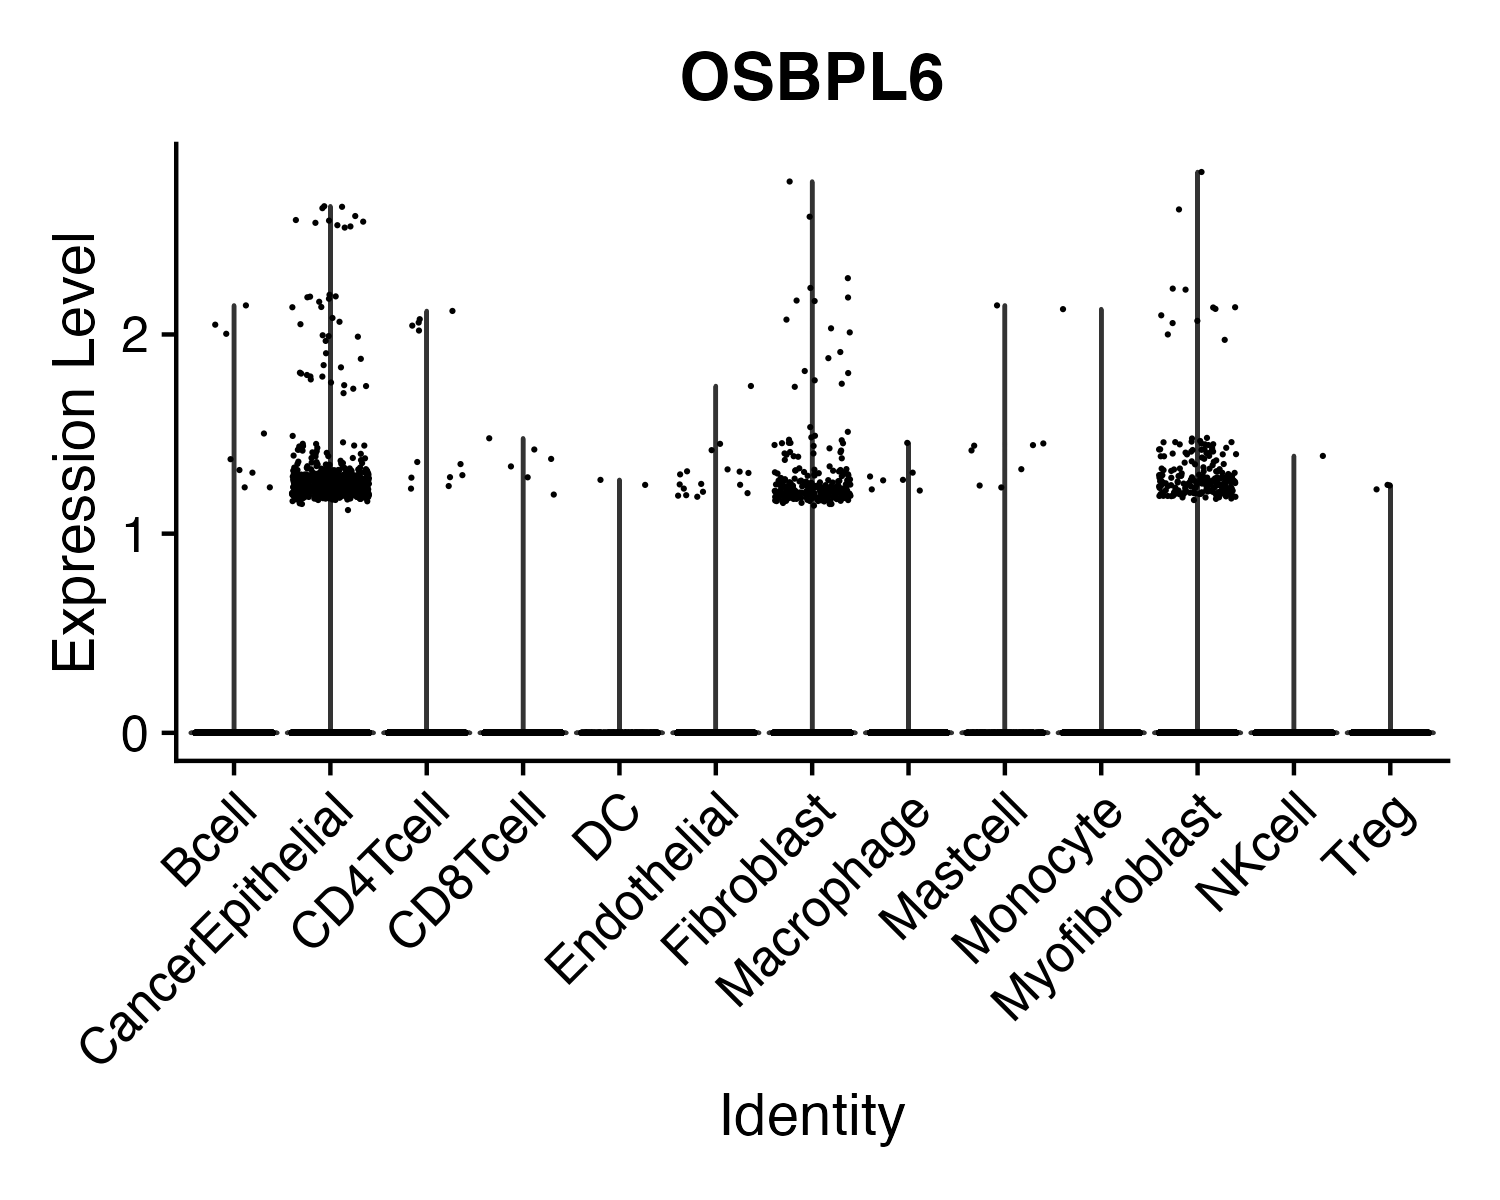 OSBPL6
Expression Level
2
1
0
Bcell
CancerEpithelial
CD4Tcell
CD8Tcell
DC
Endothelial
Fibroblast
Macrophage
Mastcell
Monocyte
Myofibroblast
NKcell
Treg
Identity